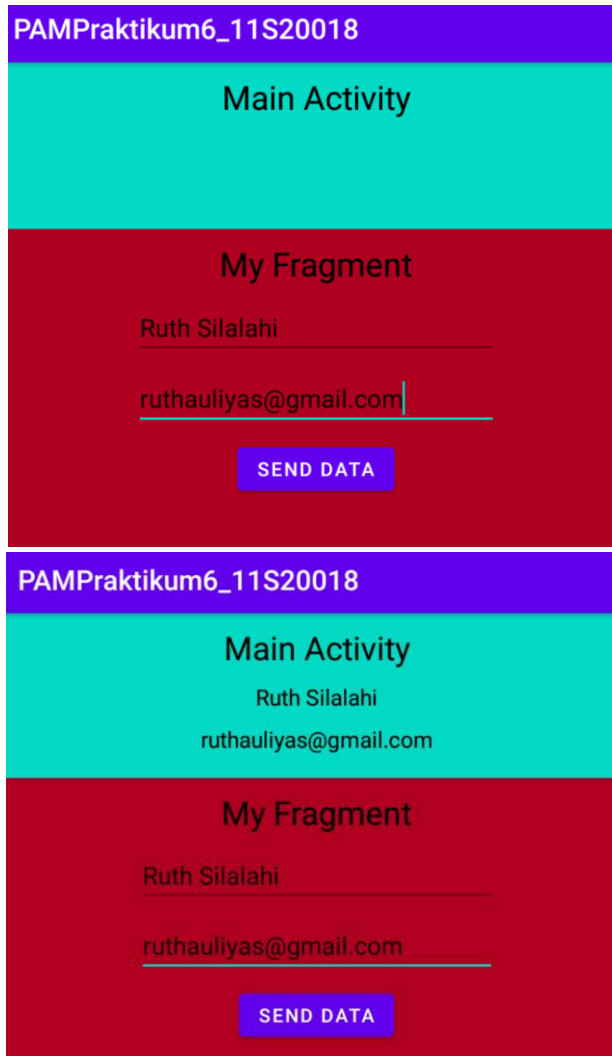 PAMPraktikum6_11S20018
Main Activity
My Fragment
Ruth Silalahi
ruthauliyas@gmail.com
SEND DATA
PAMPraktikum6_11S20018
Main Activity
Ruth Silalahi
ruthauliyas@gmail.com
My Fragment
Ruth Silalahi
ruthauliyas@gmail.com
SEND DATA